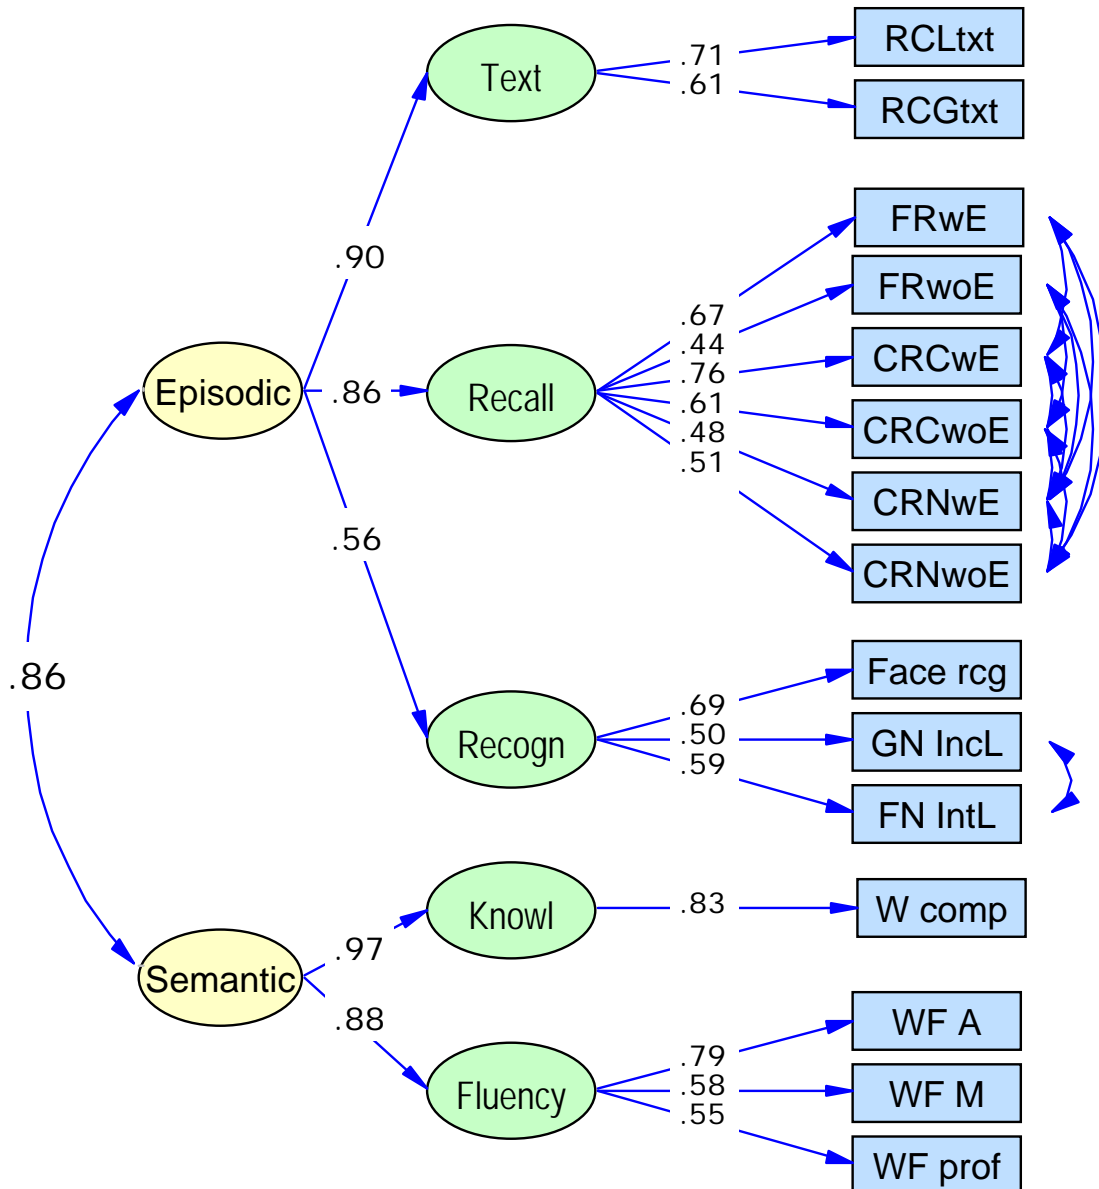 RCLtxt
.71
Text
.61
RCGtxt
FRwE
.90
FRwoE
.67
.44
CRCwE
.76
Episodic
.86
Recall
.61
CRCwoE
.48
.51
CRNwE
.56
CRNwoE
.86
Face rcg
.69
Recogn
.50
GN IncL
.59
FN IntL
Knowl
.83
W comp
.97
Semantic
.88
WF A
.79
Fluency
.58
WF M
.55
WF prof